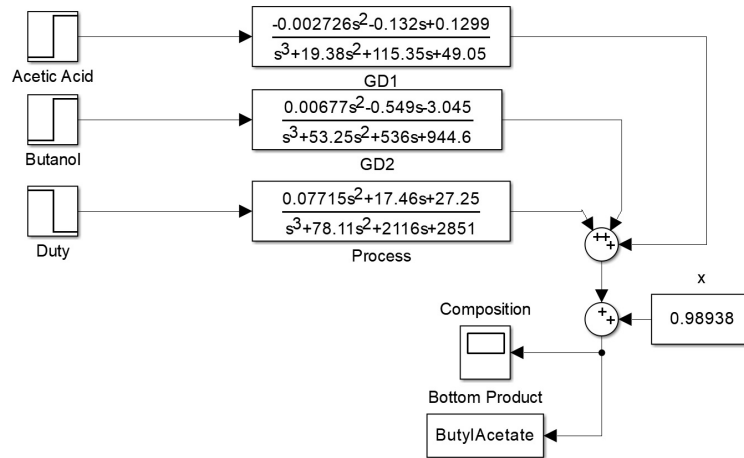 -0.002726s²-0.132s+0.1299
s³+19.38s²+115.35s+49.05
Acetic Acid
GD1
0.00677s²-0.549s-3.045
s³+53.25s²+536s+944.6
Butanol
GD2
0.07715s²+17.46s+27.25
s³+78.11s²+2116s+2851
Duty
Process
++
+
x
+
+
0.98938
Composition
Bottom Product
ButylAcetate